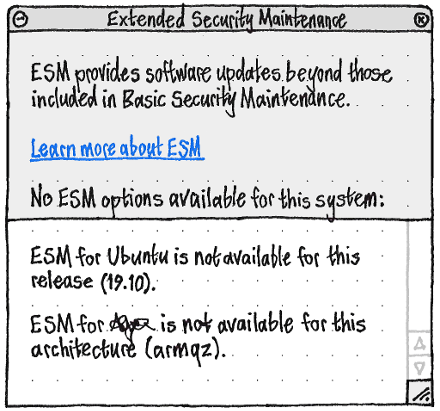 Extended Security Maintenance
ESM provides software updates beyond those
included in Basic Security Maintenance.
Learn more about ESM
No ESM options available for this system:
ESM for Ubuntu is not available for this
release (19.10).
ESM for is not available for this
architecture (armqz).